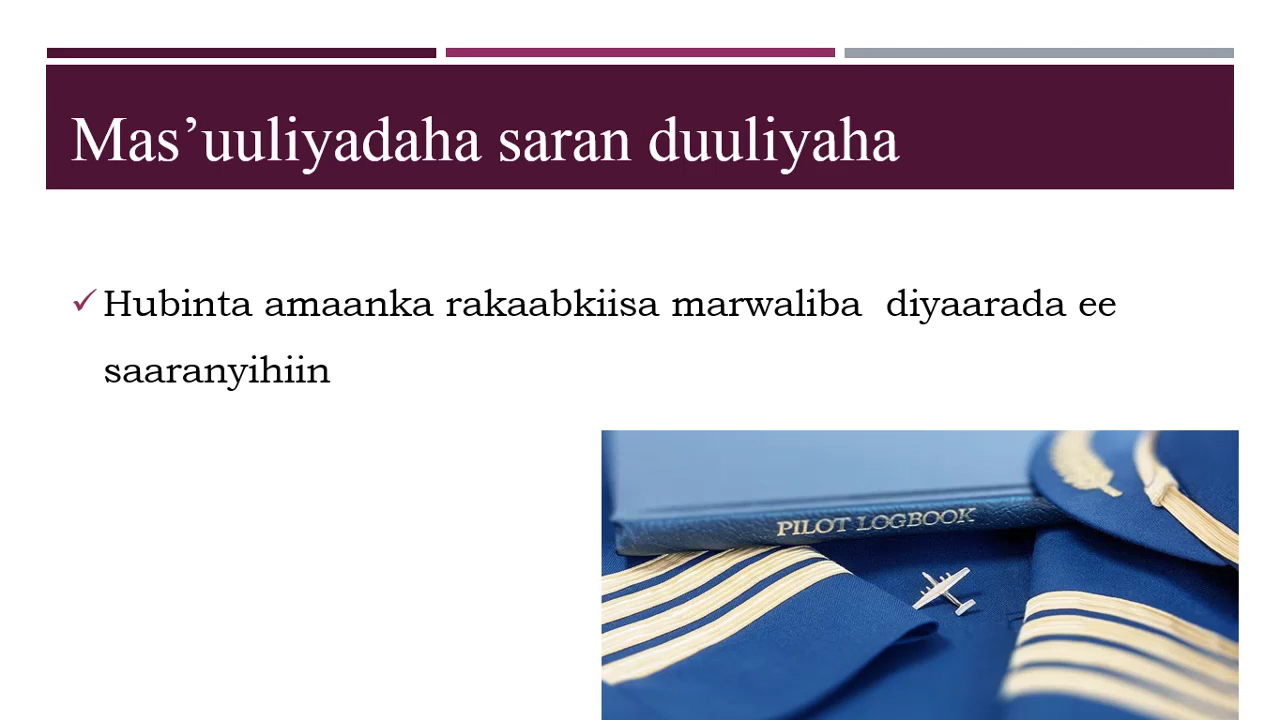 Mas’uuliyadaha saran duuliyaha
Hubinta amaanka rakaabkiisa marwaliba  diyaarada ee
saaranyihiin
PILOT LOGBOOK